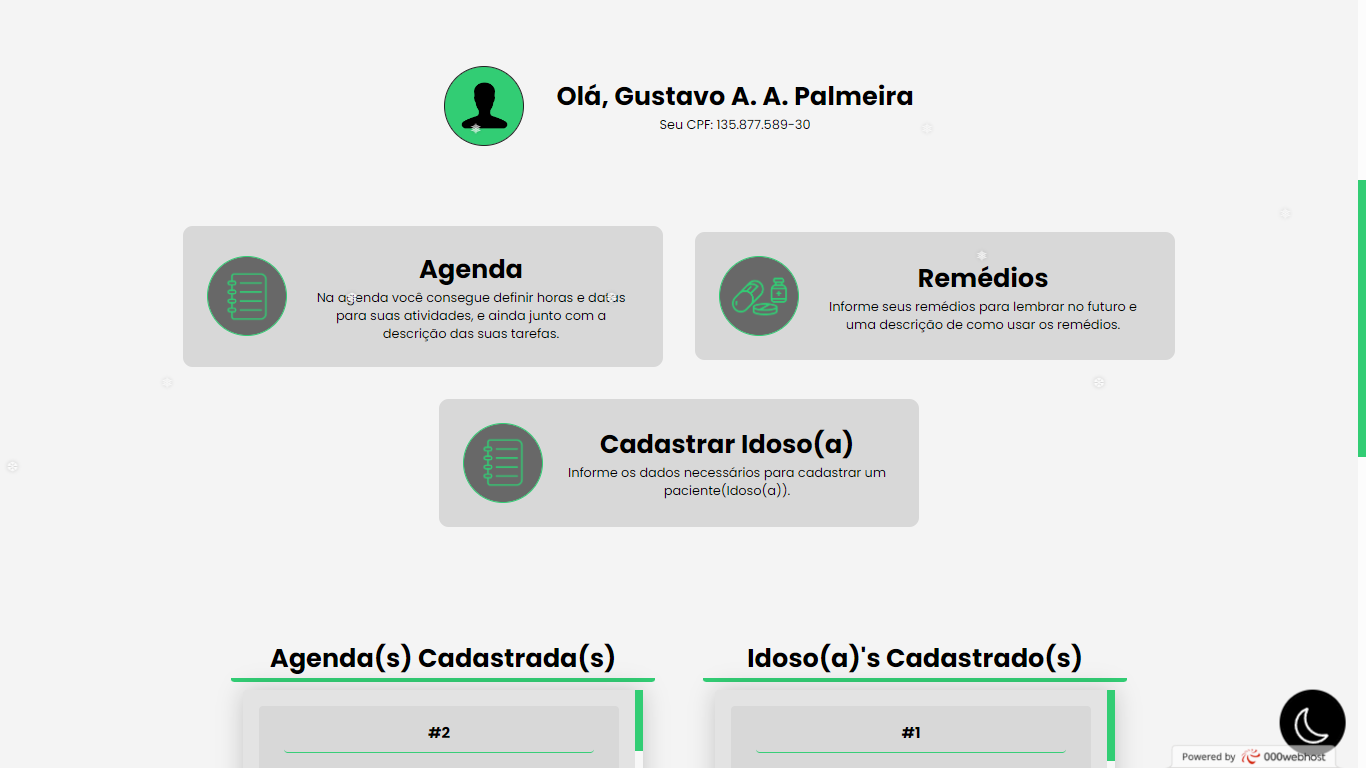 Olá, Gustavo A. A. Palmeira
Seu CPF: 135.877.589-30
Agenda
Na agenda você consegue definir horas e datas
para suas atividades, e ainda junto com a
descrição das suas tarefas.
Remédios
Informe seus remédios para lembrar no futuro e
uma descrição de como usar os remédios.
Cadastrar Idoso(a)
Informe os dados necessários para cadastrar um
paciente(Idoso(a)).
Agenda(s) Cadastrada(s)
#2
Idoso(a)'s Cadastrado(s)
#1
Powered by 000webhost